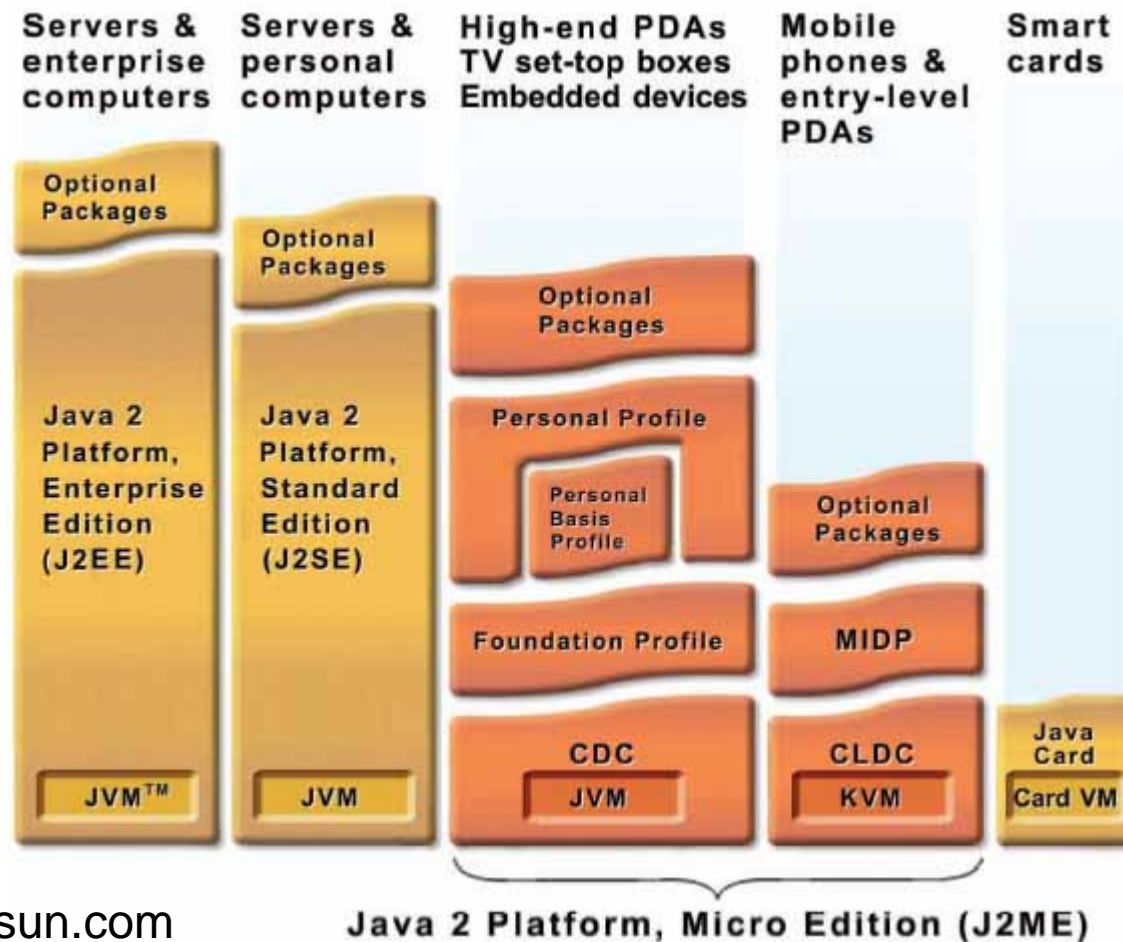 Servers &
enterprise
computers
Servers &
personal
computers
High-end PDAs
TV set-top boxes
Embedded devices
Mobile
phones &
entry-level
PDAs
Smart
cards
Optional
Packages
Java 2
Platform,
Enterprise
Edition
(J2EE)
JVM™
Optional
Packages
Java 2
Platform,
Standard
Edition
(J2SE)
JVM
Optional
Packages
Personal Profile
Personal
Basis
Profile
Foundation Profile
CDC
JVM
Optional
Packages
MIDP
CLDC
KVM
Java
Card
Card VM
sun.com
Java 2 Platform, Micro Edition (J2ME)